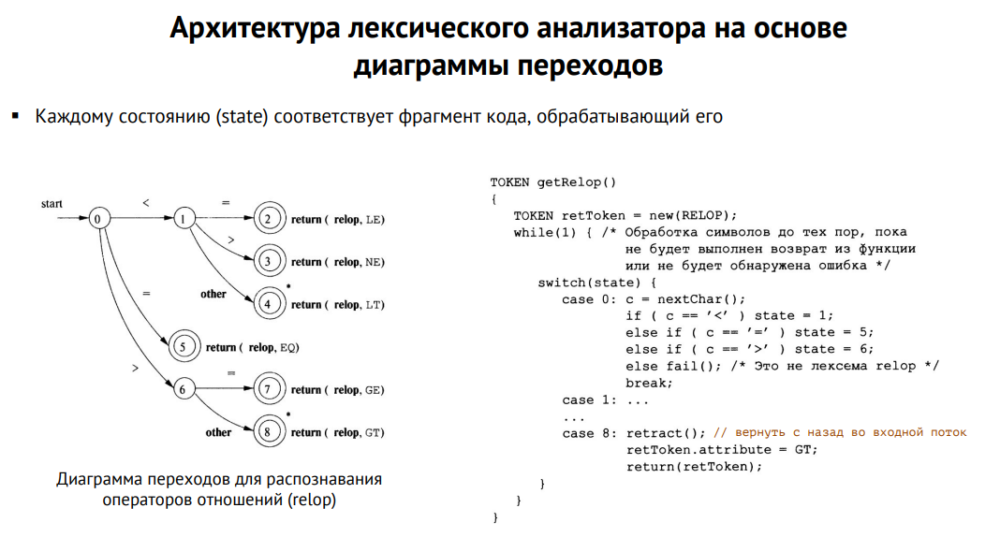 Архитектура лексического анализатора на основе
диаграммы переходов
▪ Каждому состоянию (state) соответствует фрагмент кода, обрабатывающий его
start
0
<
1
=
2
return ( relop, LE)
>
3
return ( relop, NE)
other
4
*
return ( relop, LT)
=
5
return ( relop, EQ)
>
6
=
7
return ( relop, GE)
other
8
*
return ( relop, GT)
Диаграмма переходов для распознавания
операторов отношений (relop)
TOKEN getRelop()
{
TOKEN retToken = new(RELOP);
while(1) { /* Обработка символов до тех пор, пока
не будет выполнен возврат из функции
или не будет обнаружена ошибка */
switch(state) {
case 0: c = nextChar();
if ( c == '<' ) state = 1;
else if ( c == '=' ) state = 5;
else if ( c == '>' ) state = 6;
else fail(); /* Это не лексема relop */
break;
case 1: ...
...
case 8: retract(); // вернуть c назад во входной поток
retToken.attribute = GT;
return(retToken);
}
}
}